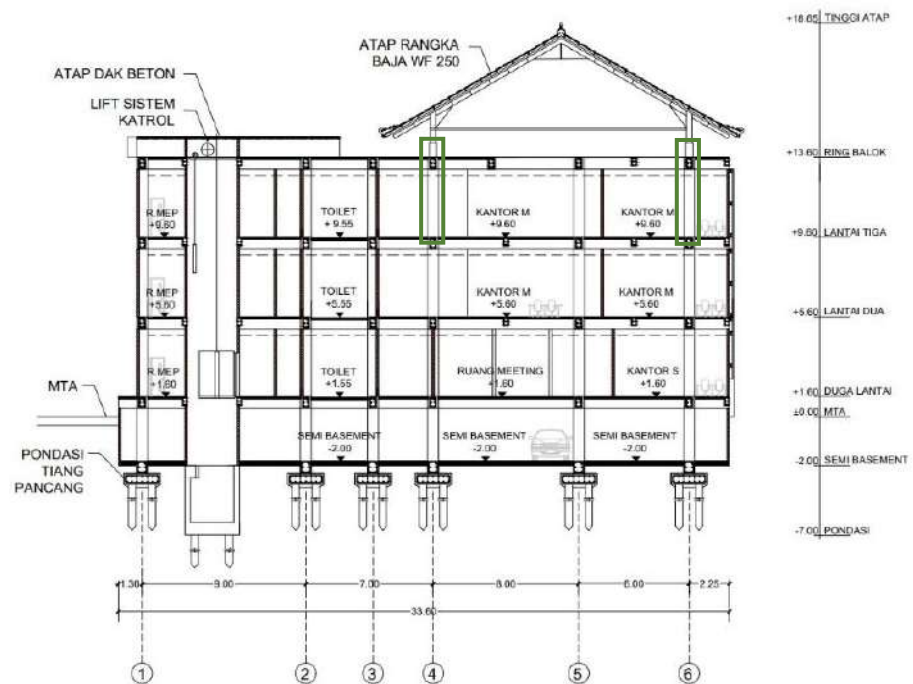 +18.65 TINGGI ATAP
ATAP RANGKA
BAJA WF 250
ATAP DAK BETON
LIFT SISTEM
KATROL
+13.60 RING BALOK
R.MEP
+9.60
TOILET
+9.55
KANTOR M
+9.60
KANTOR M
+9.60
+9.60 LANTAI TIGA
R.MEP
+5.60
TOILET
+5.55
KANTOR M
+5.60
KANTOR M
+5.60
+5.60 LANTAI DUA
R.MEP
+1.60
TOILET
+1.55
RUANG MEETING
+1.60
KANTOR S
+1.60
+1.60 DUGA LANTAI
±0.00 MTA
MTA
SEMI BASEMENT
-2.00
SEMI BASEMENT
-2.00
SEMI BASEMENT
-2.00
-2.00 SEMI BASEMENT
PONDASI
TIANG
PANCANG
-7.00 PONDASI
1.30 9.00 7.00 8.00 6.00 2.25
33.60
1 2 3 4 5 6